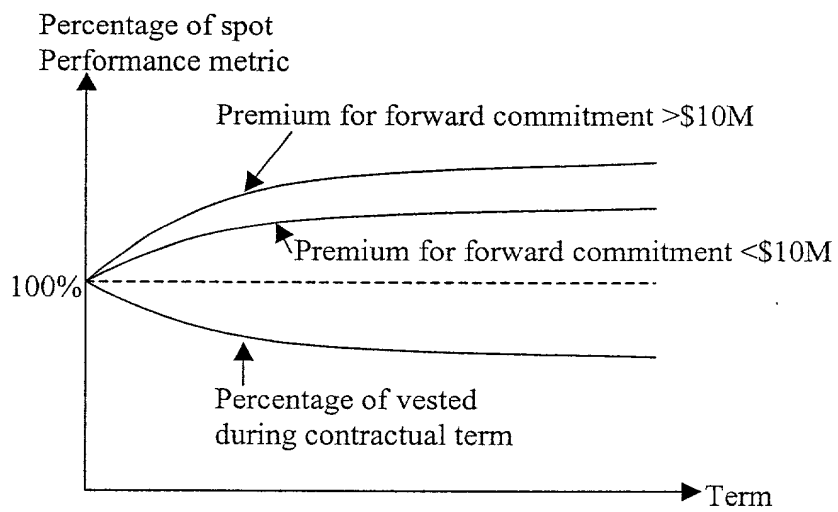 Percentage of spot
Performance metric
Premium for forward commitment >$10M
Premium for forward commitment <$10M
100%
Percentage of vested
during contractual term
Term